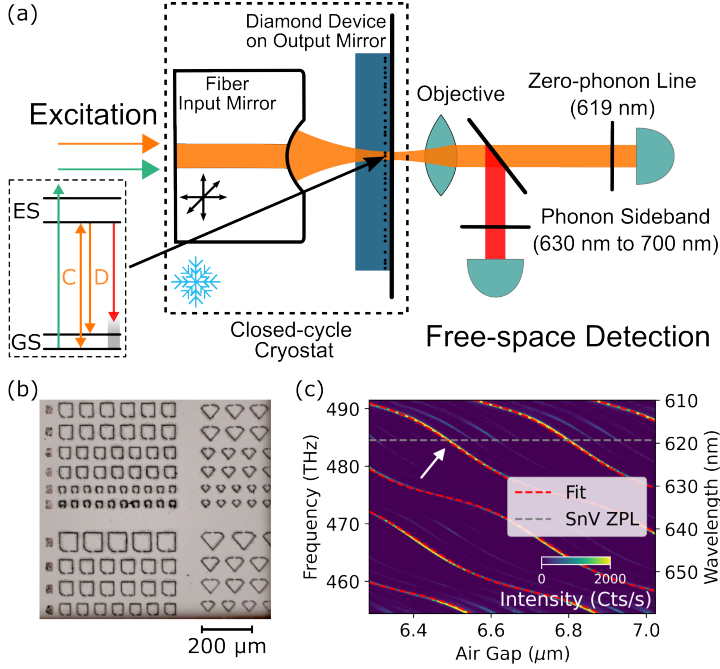 (a)
Diamond Device
on Output Mirror
Fiber
Input Mirror
Objective
Zero-phonon Line
(619 nm)
Excitation
Phonon Sideband
(630 nm to 700 nm)
ES
C
D
GS
Closed-cycle
Cryostat
Free-space Detection
(b)
200 μm
(c)
Frequency (THz)
490
480
470
460
610
620
630
640
650
Wavelength (nm)
Fit
SnV ZPL
0
2000
Intensity (Cts/s)
6.4
6.6
6.8
7.0
Air Gap (μm)